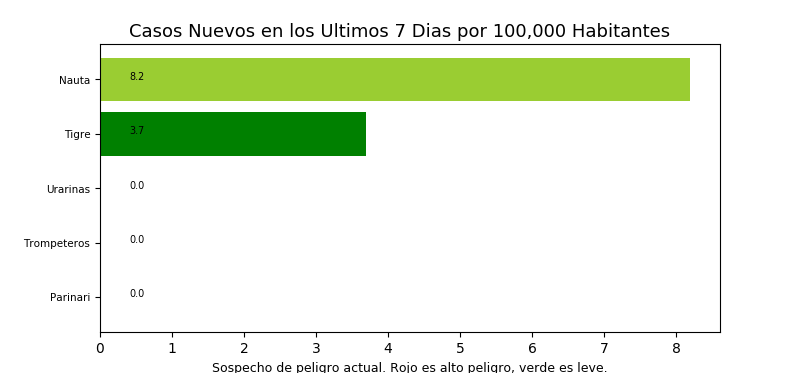 Casos Nuevos en los Ultimos 7 Dias por 100,000 Habitantes
Nauta 8.2
Tigre 3.7
Urarinas 0.0
Trompeteros 0.0
Parinari 0.0
0 1 2 3 4 5 6 7 8
Sospecho de peligro actual. Rojo es alto peligro, verde es leve.